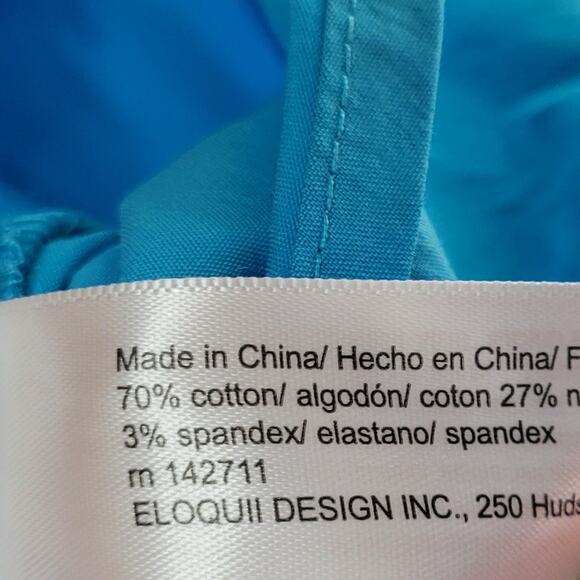 Made in China/ Hecho en China/ F
70% cotton/ algodón/ coton 27% n
3% spandex/ elastano/ spandex
rn 142711
ELOQUII DESIGN INC., 250 Huds